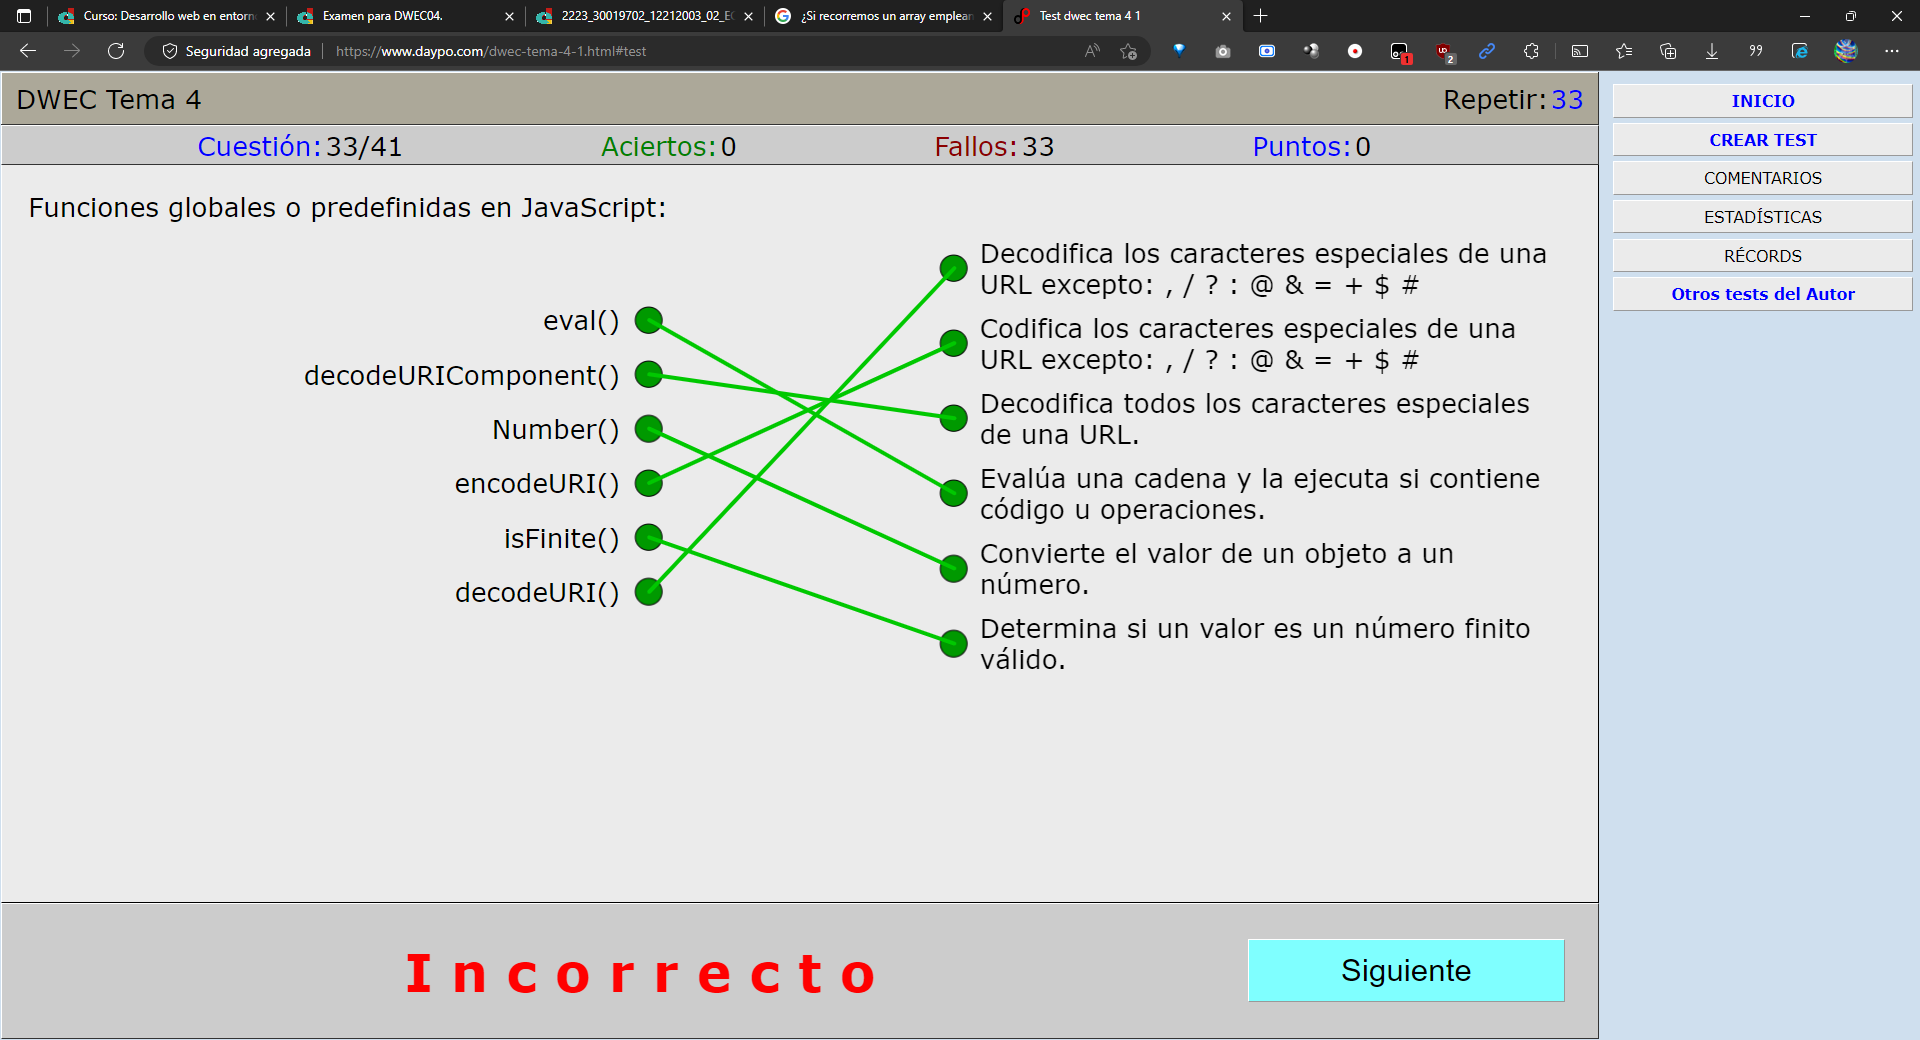 Curso: Desarrollo web en entorno
Examen para DWEC04.
2223_30019702_12212003_02_EC
¿Si recorremos un array emplean
Test dwec tema 4 1
Seguridad agregada
https://www.daypo.com/dwec-tema-4-1.html#test
1
2
DWEC Tema 4
Repetir: 33
Cuestión: 33/41
Aciertos: 0
Fallos: 33
Puntos: 0
Funciones globales o predefinidas en JavaScript:
eval()
decodeURIComponent()
Number()
encodeURI()
isFinite()
decodeURI()
Decodifica los caracteres especiales de una
URL excepto: , / ? : @ & = + $ #
Codifica los caracteres especiales de una
URL excepto: , / ? : @ & = + $ #
Decodifica todos los caracteres especiales
de una URL.
Evalúa una cadena y la ejecuta si contiene
código u operaciones.
Convierte el valor de un objeto a un
número.
Determina si un valor es un número finito
válido.
Incorrecto
Siguiente
INICIO
CREAR TEST
COMENTARIOS
ESTADÍSTICAS
RÉCORDS
Otros tests del Autor